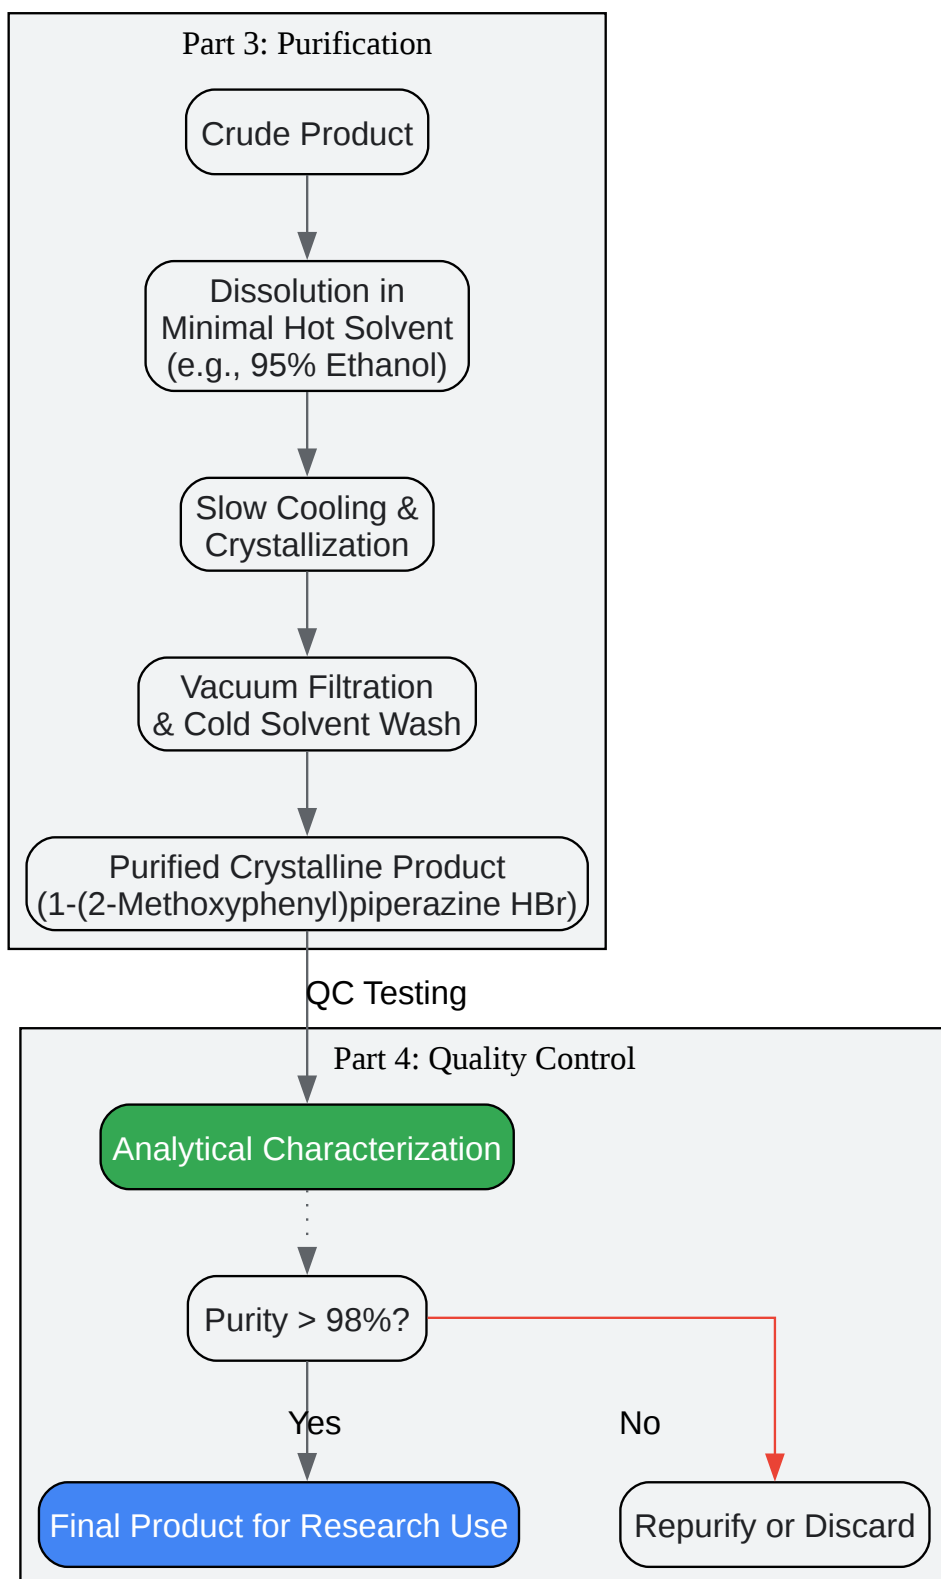 Part 3: Purification
Crude Product
Dissolution in
Minimal Hot Solvent
(e.g., 95% Ethanol)
Slow Cooling &
Crystallization
Vacuum Filtration
& Cold Solvent Wash
Purified Crystalline Product
(1-(2-Methoxyphenyl)piperazine HBr)
QC Testing
Part 4: Quality Control
Analytical Characterization
Purity > 98%?
Yes
No
Final Product for Research Use
Repurify or Discard